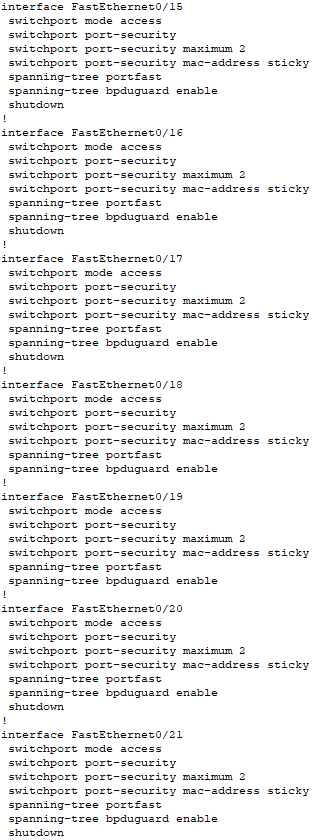 interface FastEthernet0/15
 switchport mode access
 switchport port-security
 switchport port-security maximum 2
 switchport port-security mac-address sticky
 spanning-tree portfast
 spanning-tree bpduguard enable
 shutdown
!
interface FastEthernet0/16
 switchport mode access
 switchport port-security
 switchport port-security maximum 2
 switchport port-security mac-address sticky
 spanning-tree portfast
 spanning-tree bpduguard enable
 shutdown
!
interface FastEthernet0/17
 switchport mode access
 switchport port-security
 switchport port-security maximum 2
 switchport port-security mac-address sticky
 spanning-tree portfast
 spanning-tree bpduguard enable
 shutdown
!
interface FastEthernet0/18
 switchport mode access
 switchport port-security
 switchport port-security maximum 2
 switchport port-security mac-address sticky
 spanning-tree portfast
 spanning-tree bpduguard enable
!
interface FastEthernet0/19
 switchport mode access
 switchport port-security
 switchport port-security maximum 2
 switchport port-security mac-address sticky
 spanning-tree portfast
 spanning-tree bpduguard enable
!
interface FastEthernet0/20
 switchport mode access
 switchport port-security
 switchport port-security maximum 2
 switchport port-security mac-address sticky
 spanning-tree portfast
 spanning-tree bpduguard enable
 shutdown
!
interface FastEthernet0/21
 switchport mode access
 switchport port-security
 switchport port-security maximum 2
 switchport port-security mac-address sticky
 spanning-tree portfast
 spanning-tree bpduguard enable
 shutdown